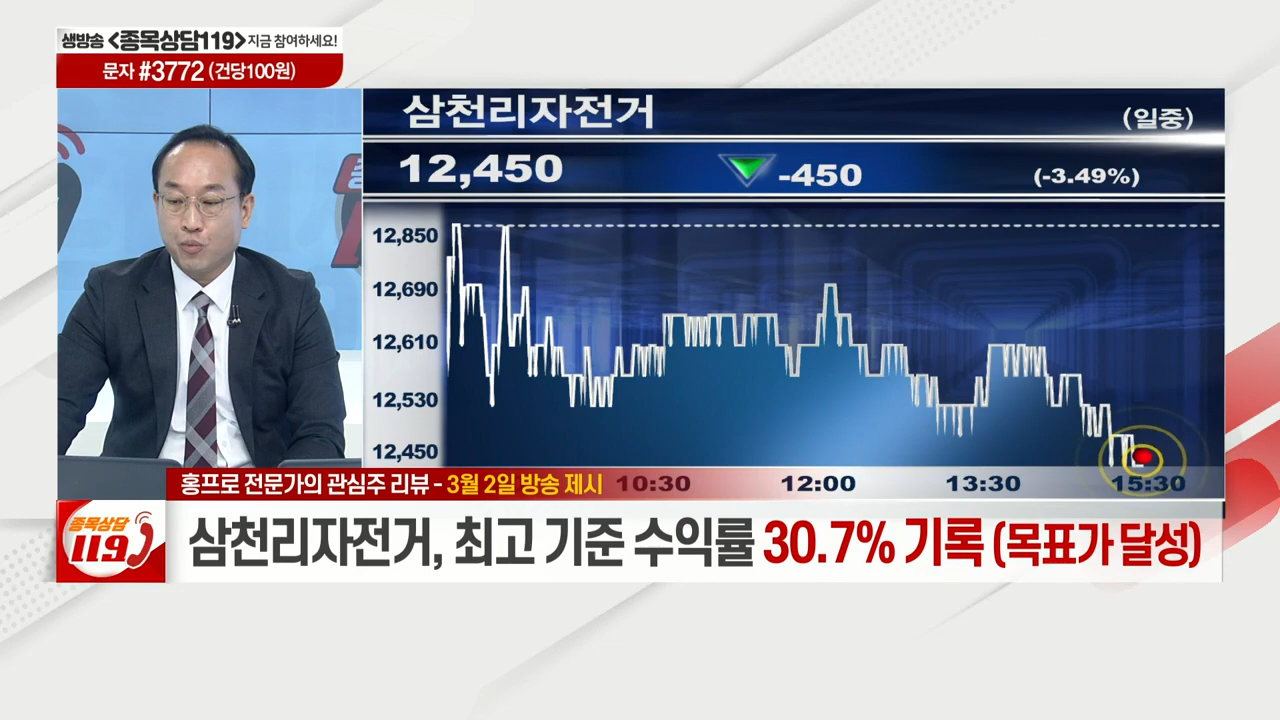 생방송 <종목상담119> 지금 참여하세요!
문자 #3772 (건당100원)
삼천리자전거 (일중)
12,450 -450 (-3.49%)
12,850
12,690
12,610
12,530
12,450
10:30 12:00 13:30 15:30
홍프로 전문가의 관심주 리뷰 - 3월 2일 방송 제시
종목상담
119
삼천리자전거, 최고 기준 수익률 30.7% 기록 (목표가 달성)